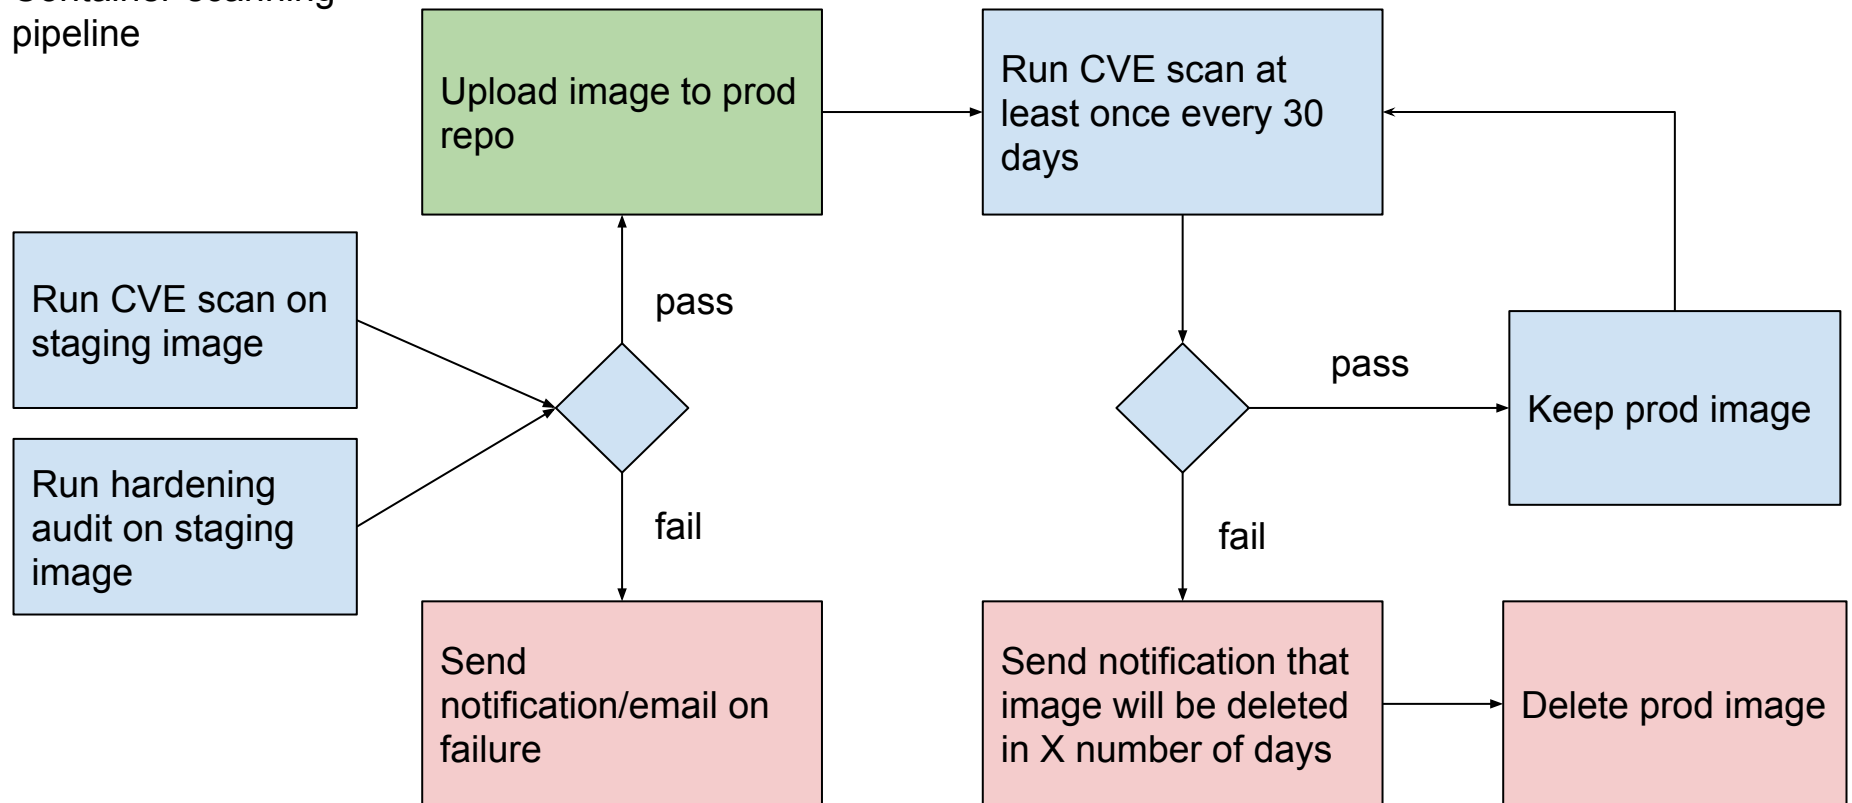 Container scanning
pipeline
Upload image to prod
repo
Run CVE scan at
least once every 30
days
Run CVE scan on
staging image
pass
pass
Keep prod image
Run hardening
audit on staging
image
fail
fail
Send
notification/email on
failure
Send notification that
image will be deleted
in X number of days
Delete prod image